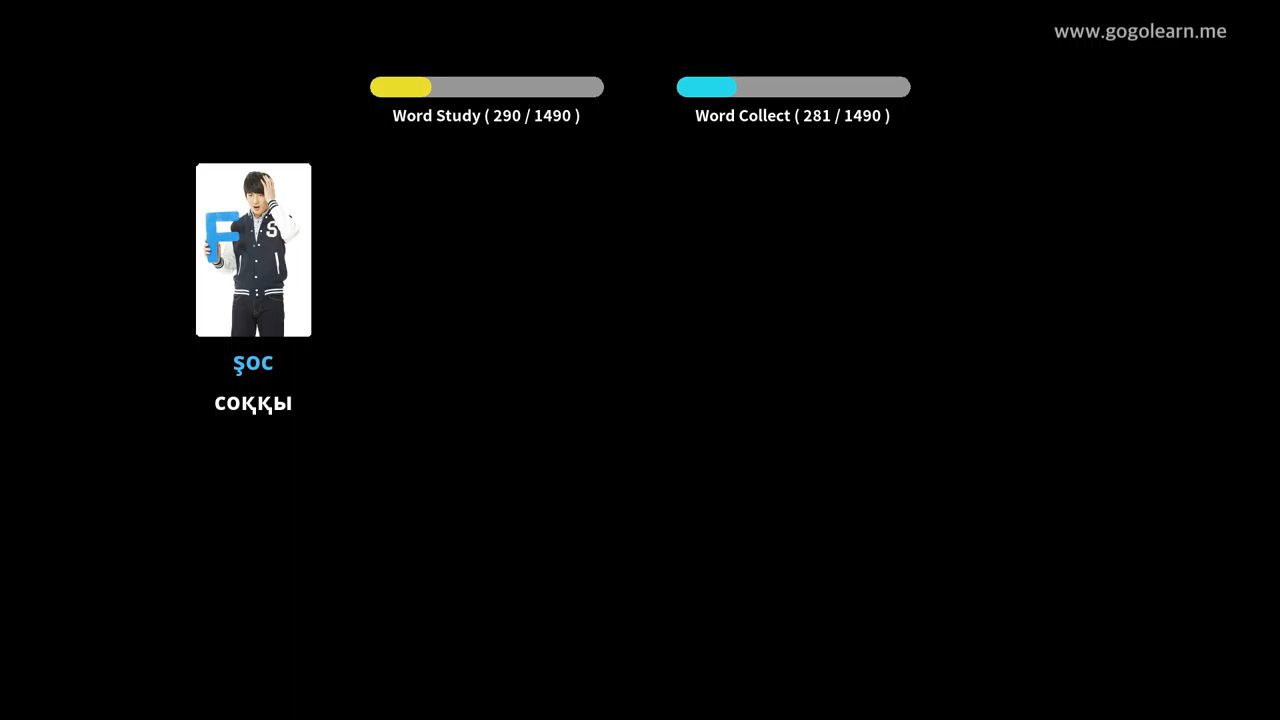 www.gogolearn.me
Word Study ( 290 / 1490 )
Word Collect ( 281 / 1490 )
F
S
şoc
соққы